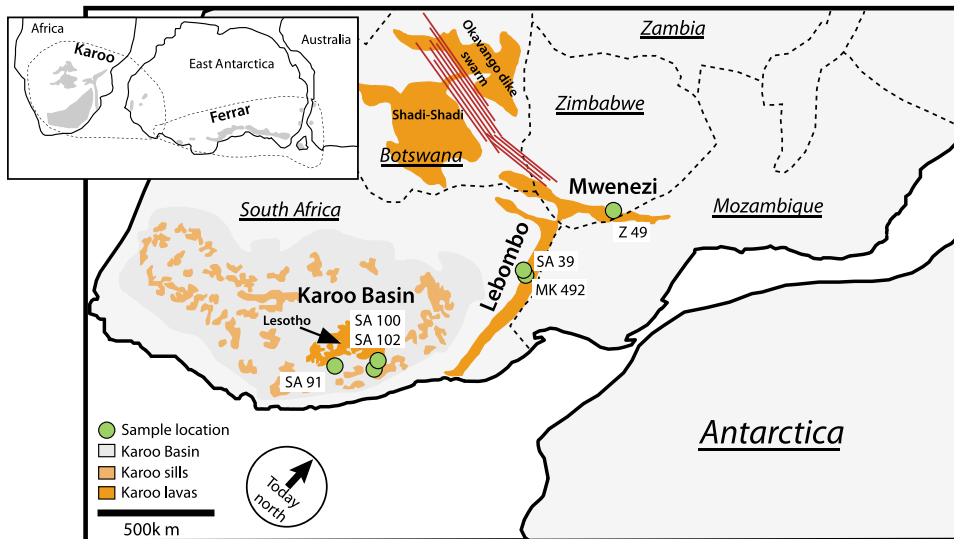 Africa
Karoo
East Antarctica
Australia
Ferrar
Okavango dike
swarm
Zambia
Shadi-Shadi
Zimbabwe
Botswana
Mwenezi
Mozambique
South Africa
Z 49
Lebombo
SA 39
MK 492
Karoo Basin
Lesotho
SA 100
SA 102
SA 91
Antarctica
Sample location
Karoo Basin
Karoo sills
Karoo lavas
500k m
Today
north